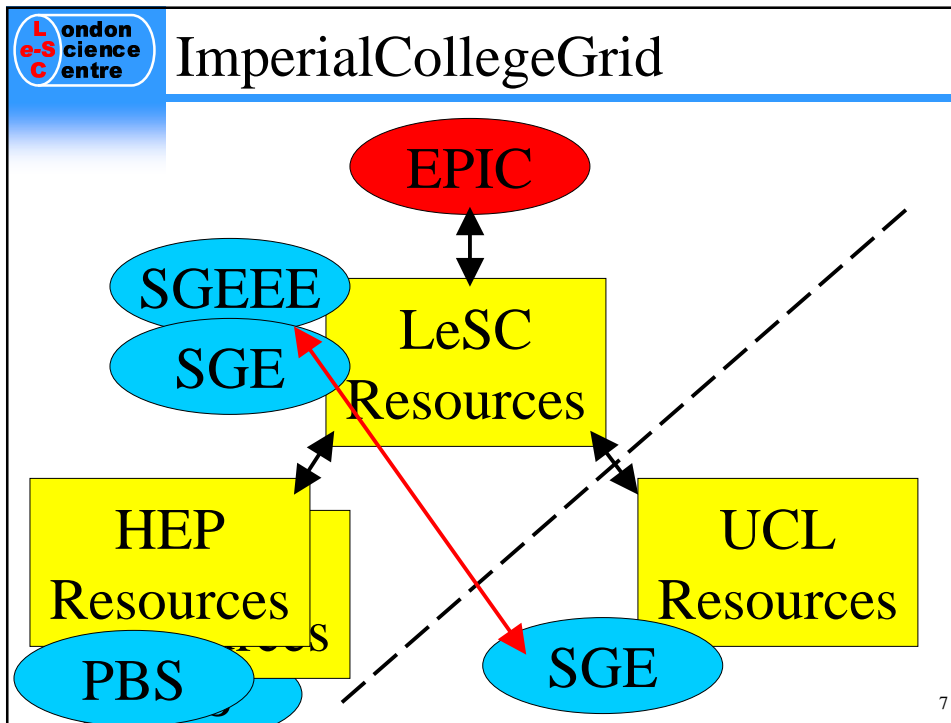 London
e-Science
Centre
ImperialCollegeGrid
EPIC
SGEEE
SGE
LeSC
Resources
HEP
Resources
PBS
UCL
Resources
SGE
7